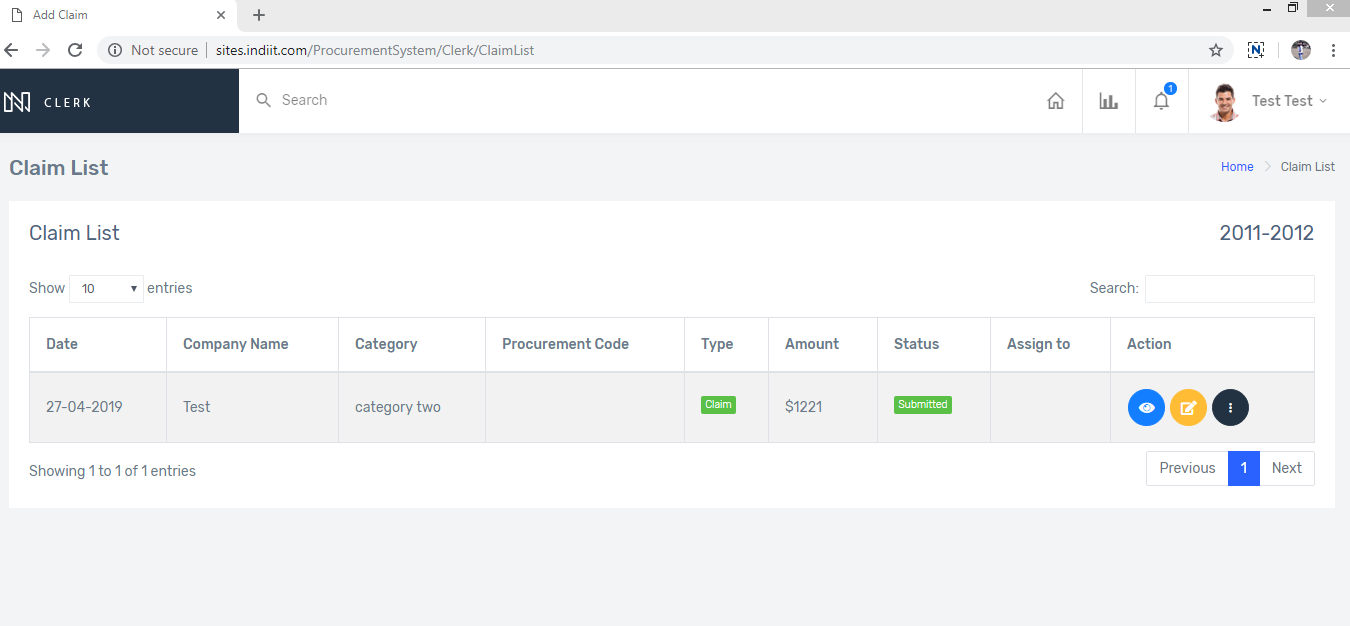 Add Claim
Not secure sites.indiit.com/ProcurementSystem/Clerk/ClaimList
CLERK
Search
1
Test Test
Claim List
Home Claim List
Claim List
2011-2012
Show 10 entries
Search:
Date Company Name Category Procurement Code Type Amount Status Assign to Action
27-04-2019 Test category two Claim $1221 Submitted
Showing 1 to 1 of 1 entries
Previous 1 Next